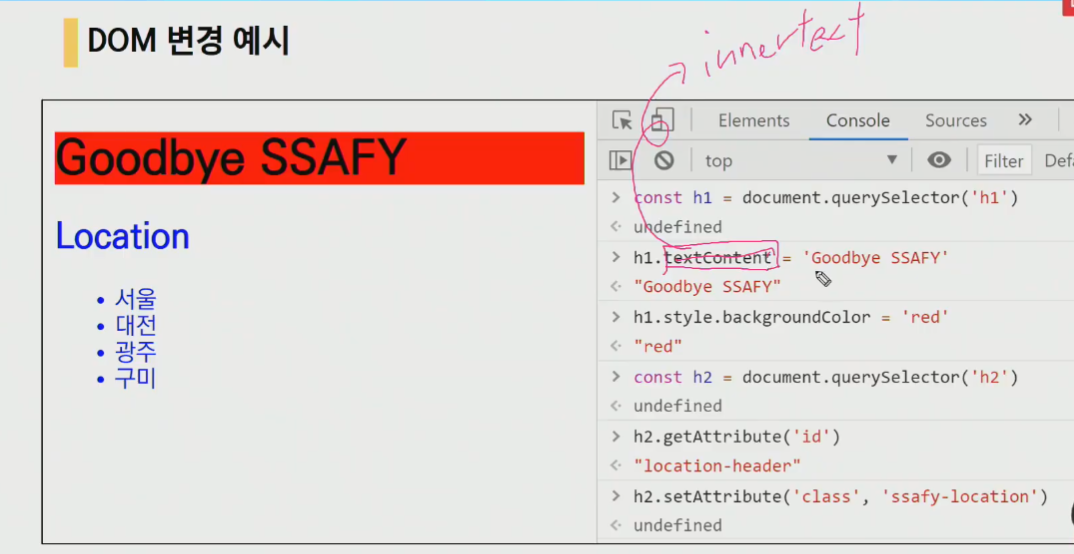 DOM 변경 예시
innertext
Goodbye SSAFY
Location
• 서울
• 대전
• 광주
• 구미
Elements Console Sources »
top ▼ Filter
> const h1 = document.querySelector('h1')
<· undefined
> h1.textContent = 'Goodbye SSAFY'
<· "Goodbye SSAFY"
> h1.style.backgroundColor = 'red'
<· "red"
> const h2 = document.querySelector('h2')
<· undefined
> h2.getAttribute('id')
<· "location-header"
> h2.setAttribute('class', 'ssafy-location')
<· undefined